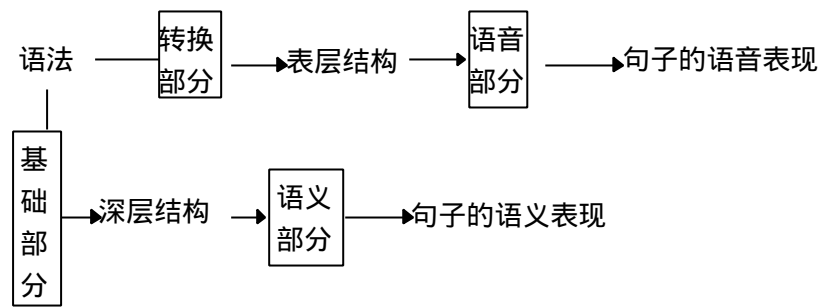 语法
转换
部分
表层结构
语音
部分
句子的语音表现
基
础
部
分
深层结构
语义
部分
句子的语义表现